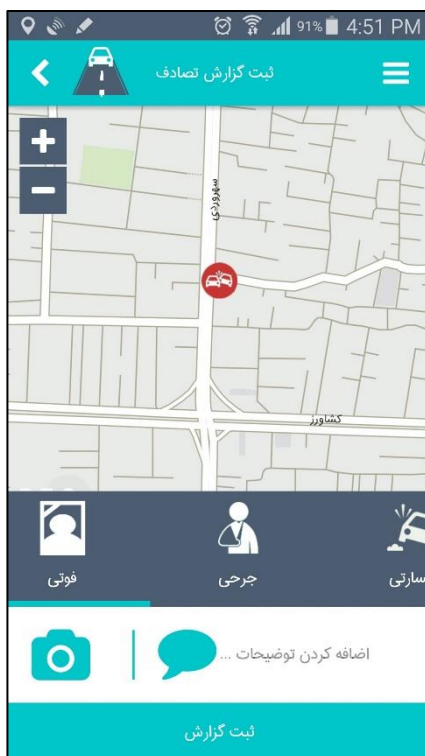 91% 4:51 PM
ثبت گزارش تصادف
+
−
سهروردی
کشاورز
سارتی
جرحی
فوتی
اضافه کردن توضیحات ...
ثبت گزارش